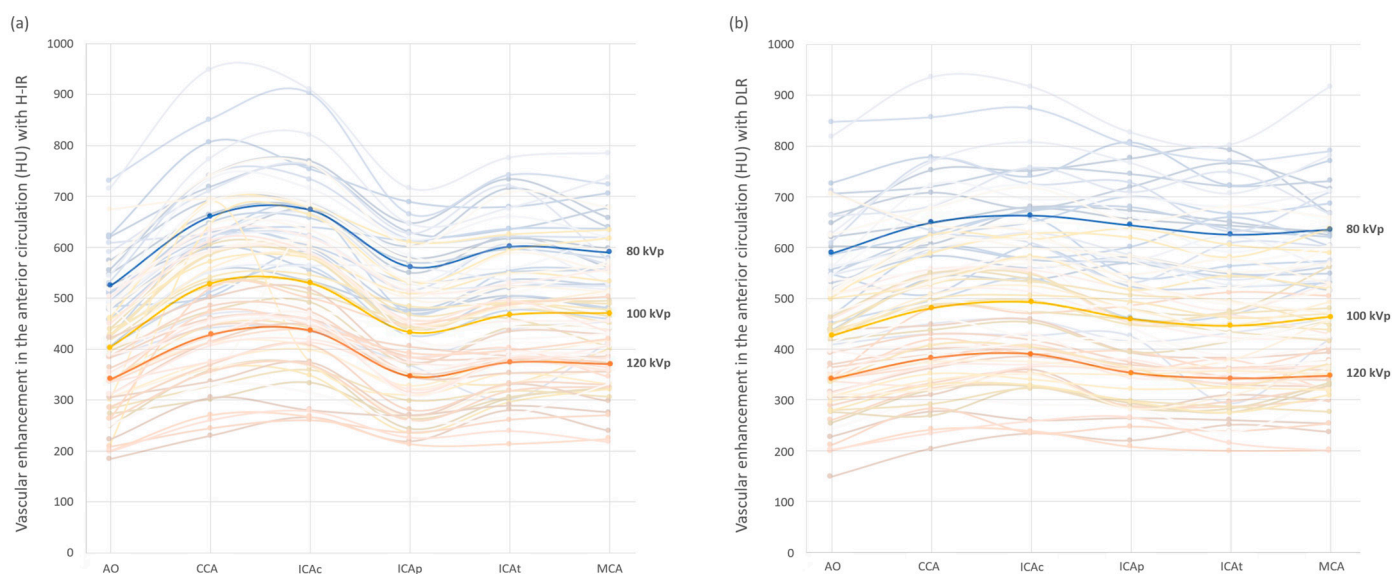 (a)
Vascular enhancement in the anterior circulation (HU) with H-IR
1000
900
800
700
600
500
400
300
200
100
0
AO CCA ICAc ICAp ICAt MCA
80 kVp
100 kVp
120 kVp
(b)
Vascular enhancement in the anterior circulation (HU) with DLR
1000
900
800
700
600
500
400
300
200
100
0
AO CCA ICAc ICAp ICAt MCA
80 kVp
100 kVp
120 kVp